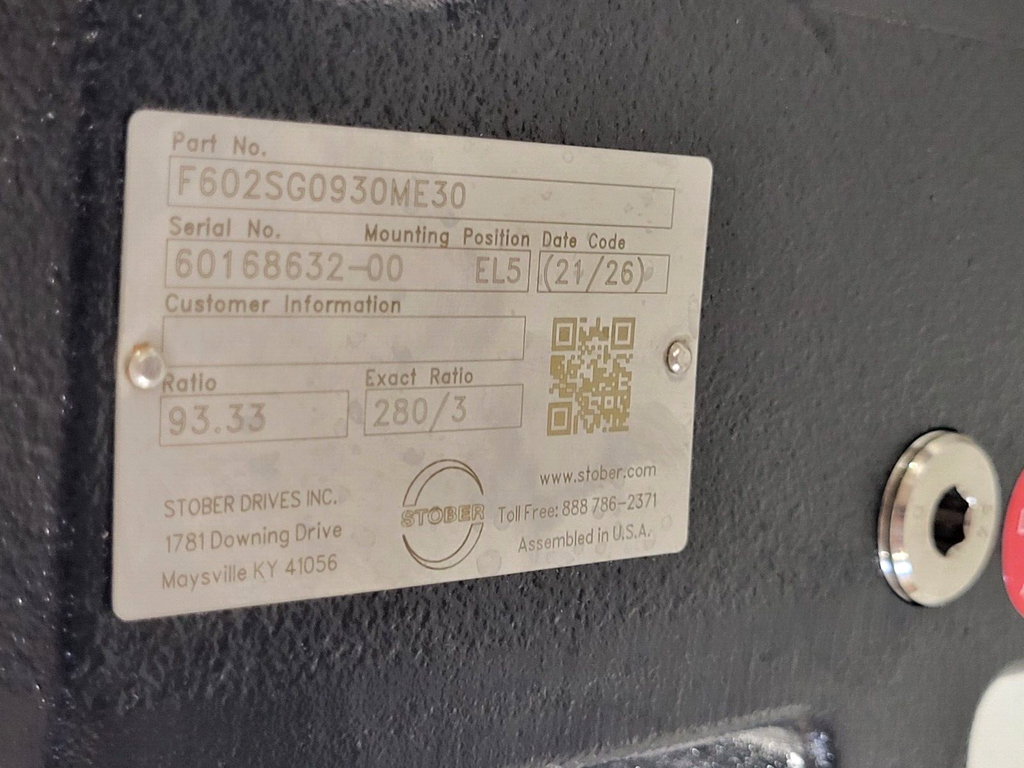 Part No.
F602SG0930ME30
Serial No. Mounting Position Date Code
60168632-00 EL5 (21/26)
Customer Information
Ratio Exact Ratio
93.33 280/3
STOBER DRIVES INC.
1781 Downing Drive
Maysville KY 41056
STOBER
www.stober.com
Toll Free: 888 786-2371
Assembled in U.S.A.